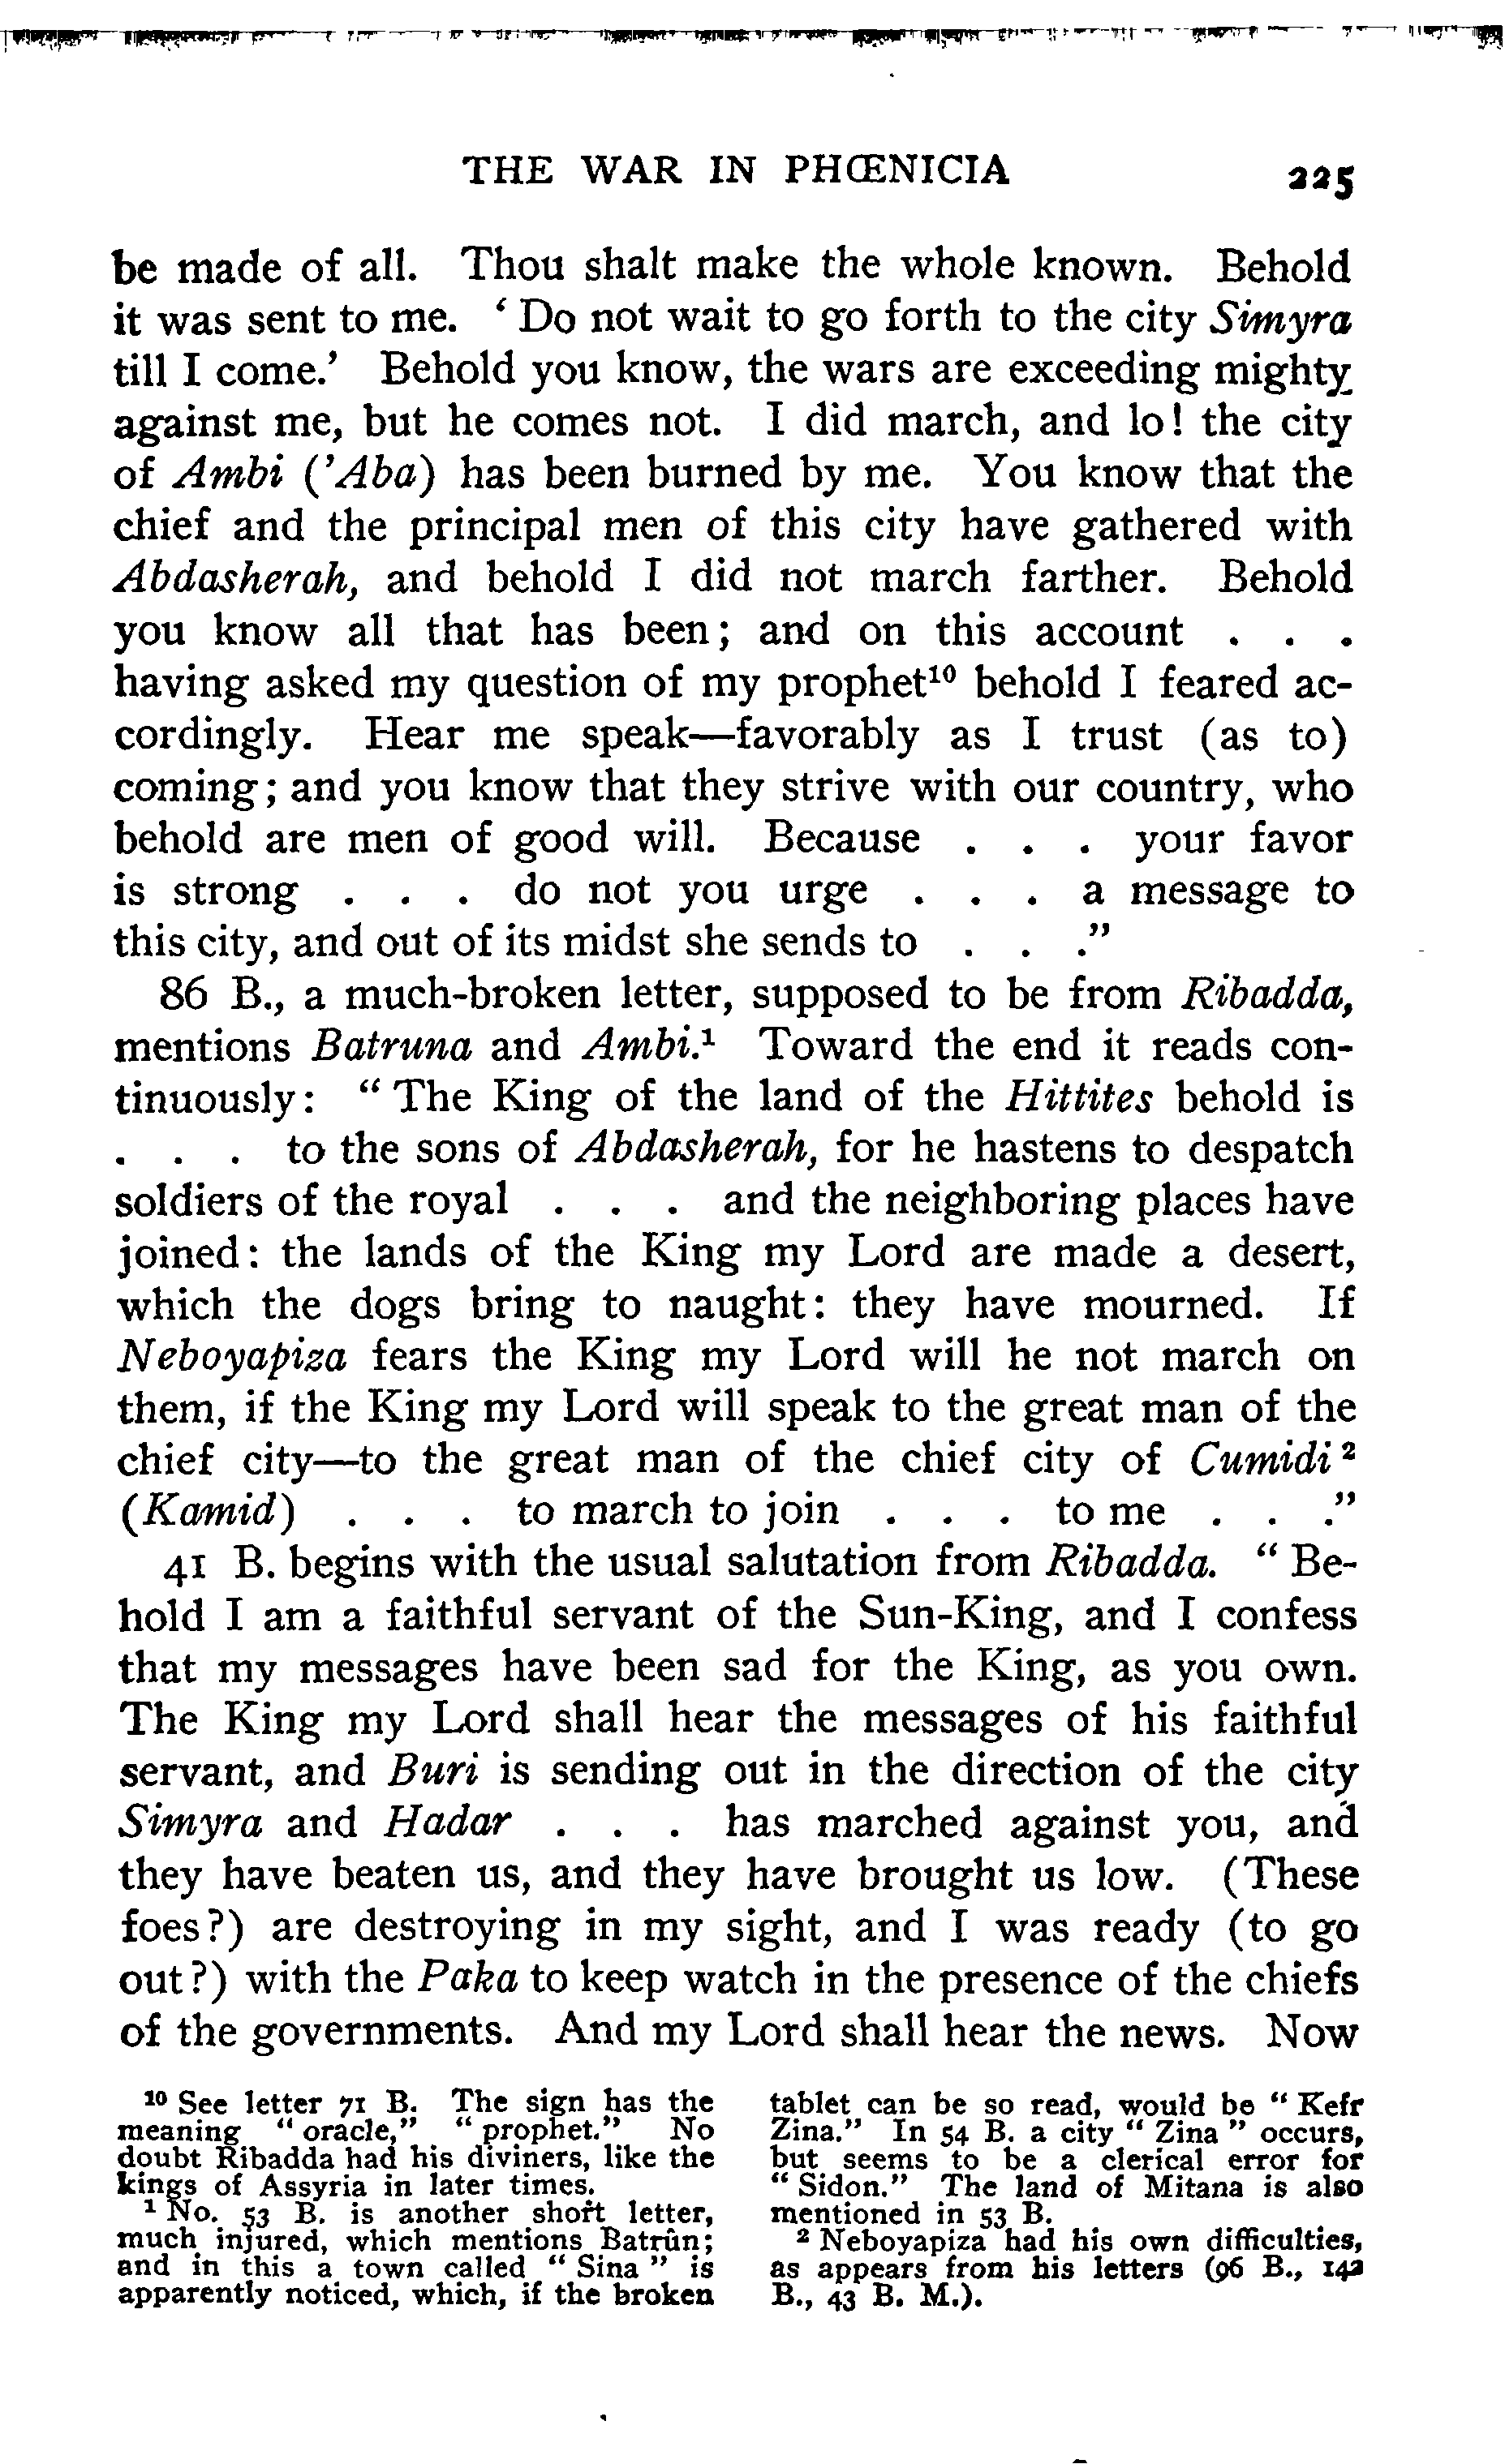 THE WAR IN PHŒNICIA 225
be made of all. Thou shalt make the whole known. Behold
it was sent to me. ‘ Do not wait to go forth to the city Simyra
till I come.’ Behold you know, the wars are exceeding mighty
against me, but he comes not. I did march, and lo! the city
of Ambi (’Aba) has been burned by me. You know that the
chief and the principal men of this city have gathered with
Abdasherah, and behold I did not march farther. Behold
you know all that has been; and on this account . . .
having asked my question of my prophet¹⁰ behold I feared ac-
cordingly. Hear me speak—favorably as I trust (as to)
coming; and you know that they strive with our country, who
behold are men of good will. Because . . . your favor
is strong . . . do not you urge . . . a message to
this city, and out of its midst she sends to . . .”
86 B., a much-broken letter, supposed to be from Ribadda,
mentions Batruna and Ambi.¹ Toward the end it reads con-
tinuously: “ The King of the land of the Hittites behold is
. . . to the sons of Abdasherah, for he hastens to despatch
soldiers of the royal . . . and the neighboring places have
joined: the lands of the King my Lord are made a desert,
which the dogs bring to naught: they have mourned. If
Neboyapiza fears the King my Lord will he not march on
them, if the King my Lord will speak to the great man of the
chief city—to the great man of the chief city of Cumidi ²
(Kamid) . . . to march to join . . . to me . . .”
41 B. begins with the usual salutation from Ribadda. “ Be-
hold I am a faithful servant of the Sun-King, and I confess
that my messages have been sad for the King, as you own.
The King my Lord shall hear the messages of his faithful
servant, and Buri is sending out in the direction of the city
Simyra and Hadar . . . has marched against you, and
they have beaten us, and they have brought us low. (These
foes?) are destroying in my sight, and I was ready (to go
out?) with the Paka to keep watch in the presence of the chiefs
of the governments. And my Lord shall hear the news. Now
¹⁰ See letter 71 B. The sign has the
meaning “ oracle,” “ prophet.” No
doubt Ribadda had his diviners, like the
kings of Assyria in later times.
¹ No. 53 B. is another short letter,
much injured, which mentions Batrûn;
and in this a town called “ Sina ” is
apparently noticed, which, if the broken
tablet can be so read, would be “ Kefr
Zina.” In 54 B. a city “ Zina ” occurs,
but seems to be a clerical error for
“ Sidon.” The land of Mitana is also
mentioned in 53 B.
² Neboyapiza had his own difficulties,
as appears from his letters (96 B., 142
B., 43 B. M.).